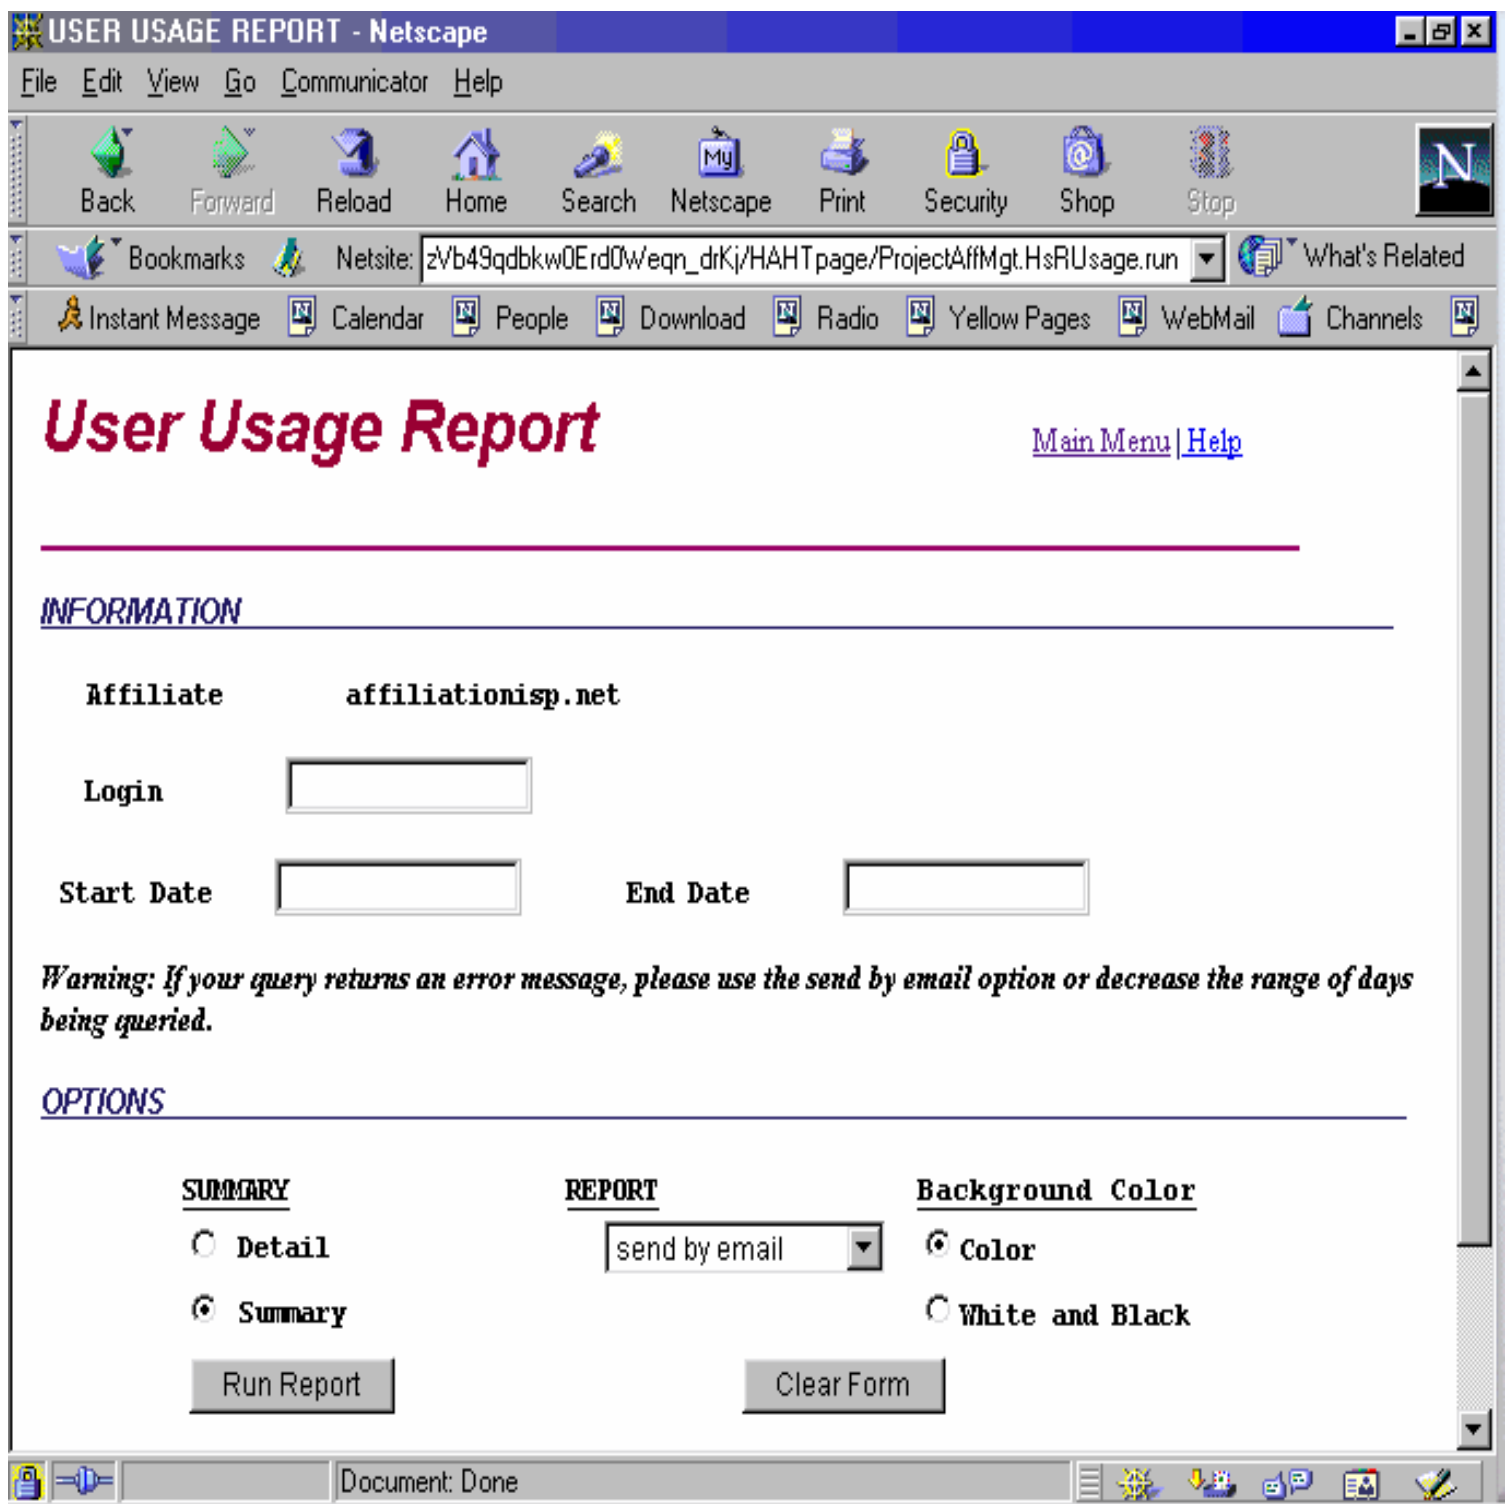 USER USAGE REPORT - Netscape
File Edit View Go Communicator Help
My N
Back Forward Reload Home Search Netscape Print Security Shop Stop
Bookmarks Netsite: zVb49qdbkw0Erd0Weqn_drKj/HAHTpage/ProjectAffMgt.HsRUsage.run What's Related
Instant Message Calendar People Download Radio Yellow Pages WebMail Channels
User Usage Report
Main Menu | Help
INFORMATION
Affiliate affiliationisp.net
Login
Start Date End Date
Warning: If your query returns an error message, please use the send by email option or decrease the range of days
being queried.
OPTIONS
SUMMARY REPORT Background Color
Detail send by email Color
Summary White and Black
Run Report Clear Form
Document: Done